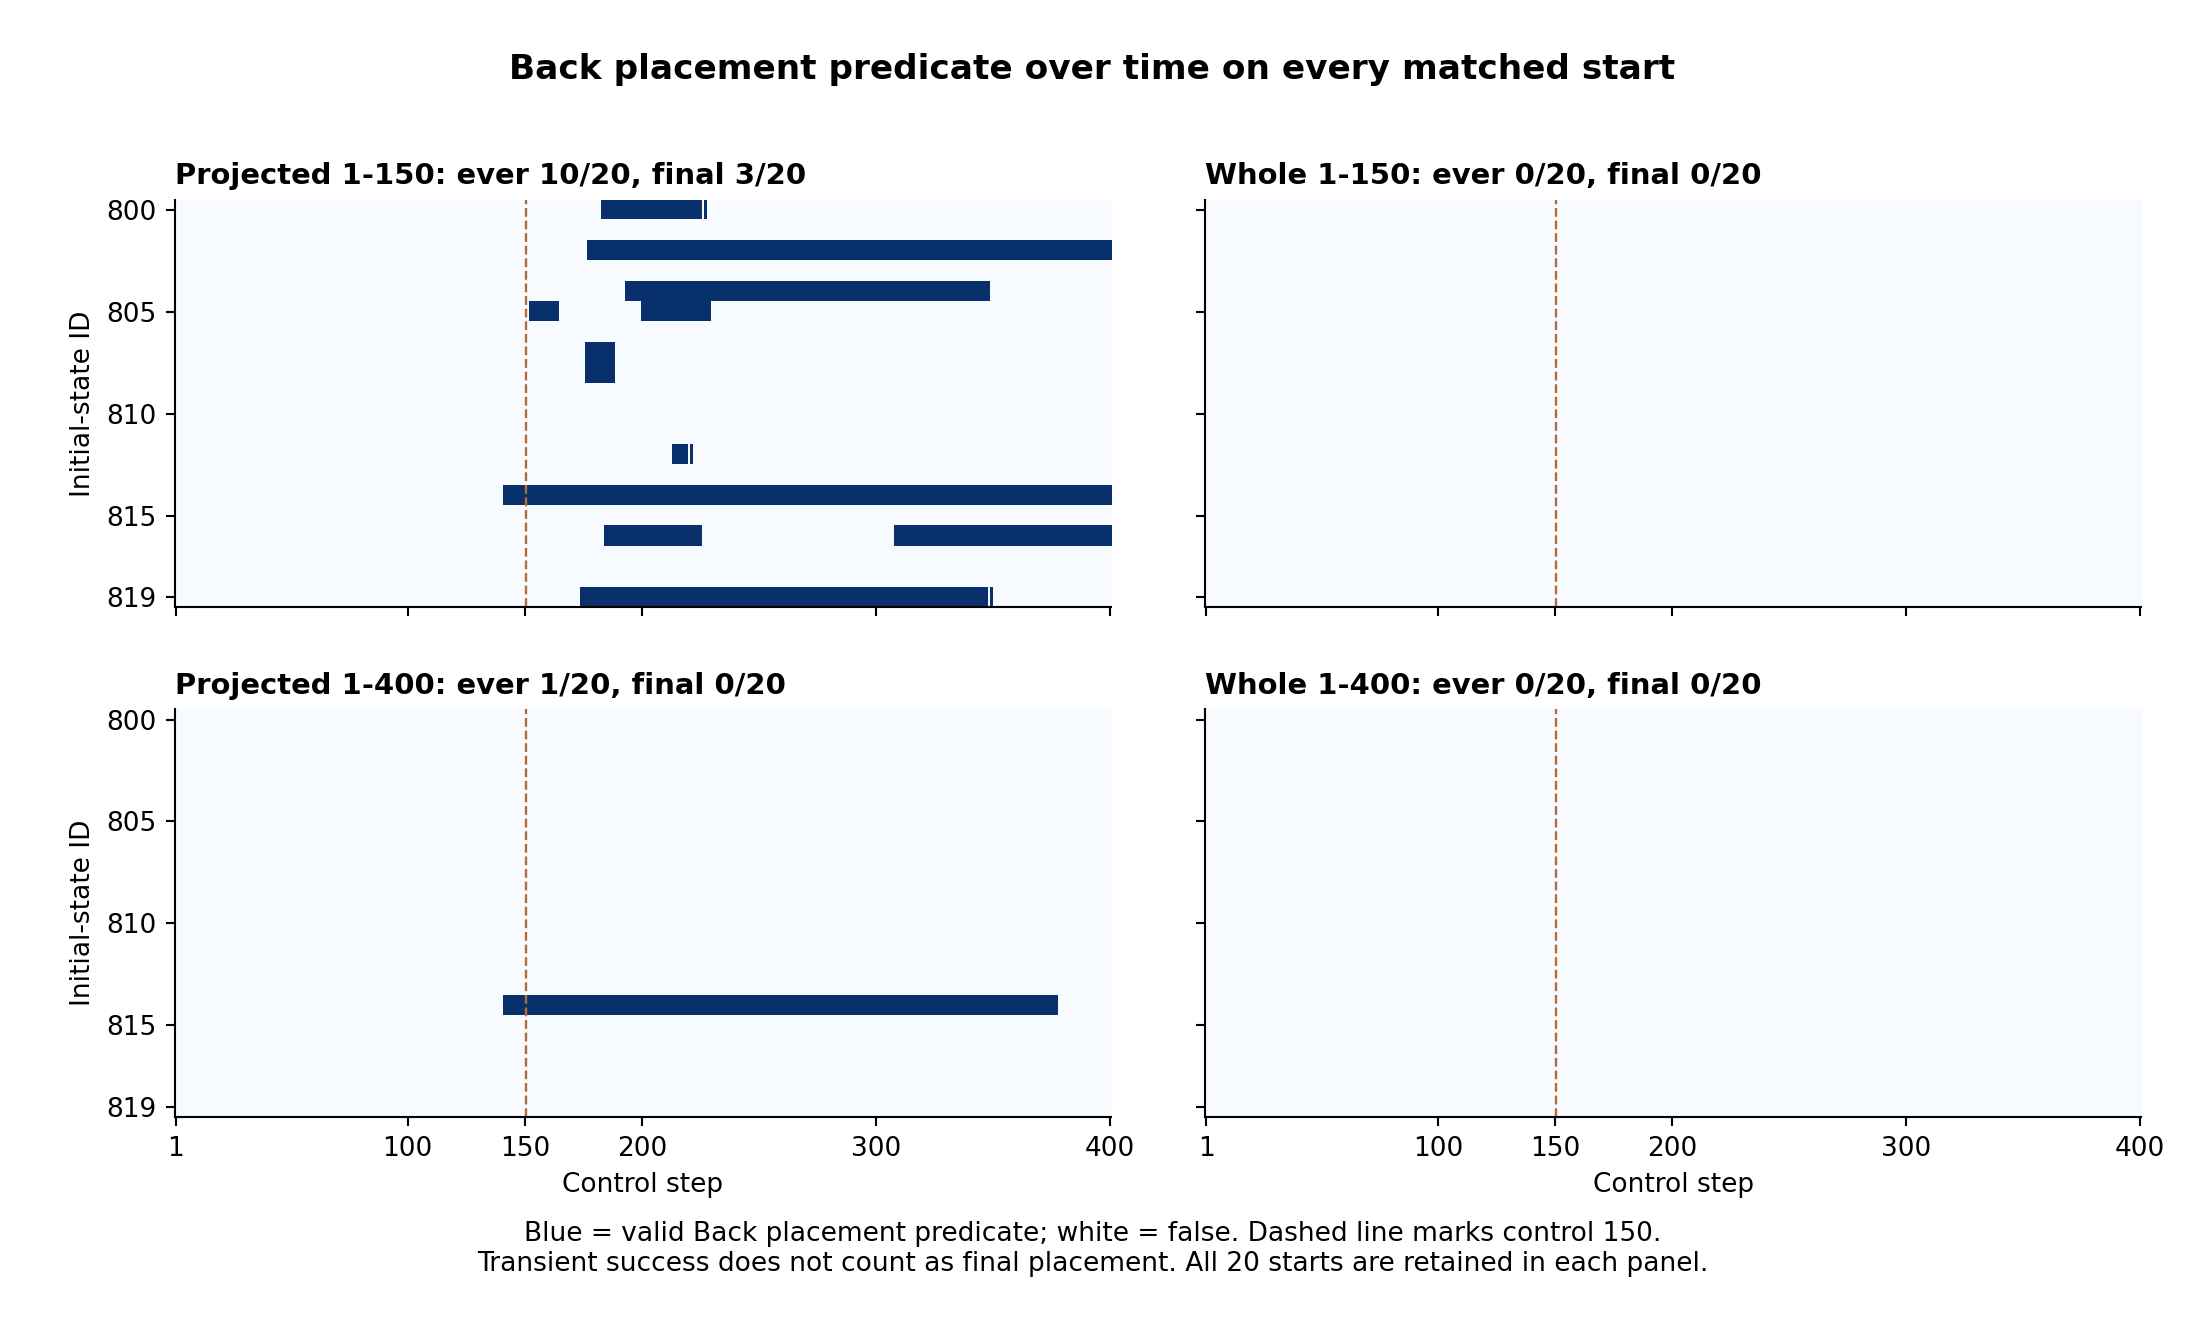 Back placement predicate over time on every matched start
Projected 1-150: ever 10/20, final 3/20
Whole 1-150: ever 0/20, final 0/20
800
805
810
815
819
Initial-state ID
Projected 1-400: ever 1/20, final 0/20
Whole 1-400: ever 0/20, final 0/20
800
805
810
815
819
Initial-state ID
1 100 150 200 300 400
1 100 150 200 300 400
Control step
Control step
Blue = valid Back placement predicate; white = false. Dashed line marks control 150.
Transient success does not count as final placement. All 20 starts are retained in each panel.